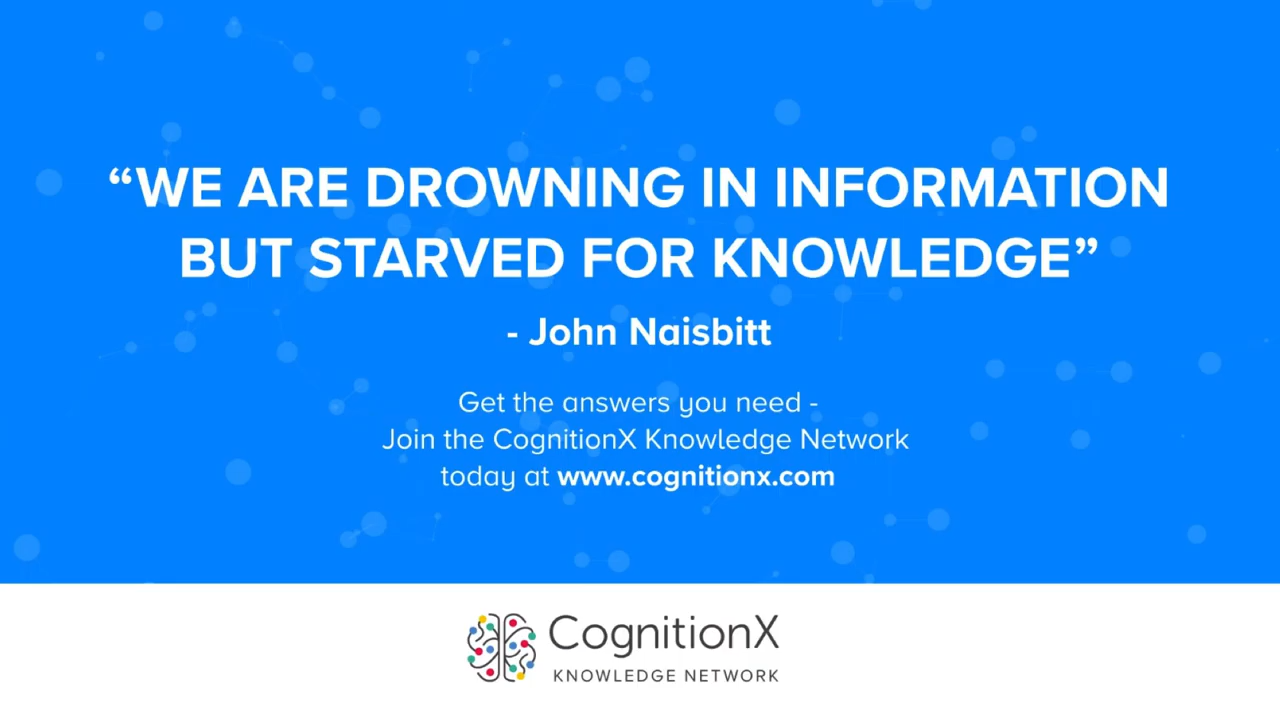 “WE ARE DROWNING IN INFORMATION
BUT STARVED FOR KNOWLEDGE”
- John Naisbitt
Get the answers you need -
Join the CognitionX Knowledge Network
today at www.cognitionx.com
CognitionX
KNOWLEDGE NETWORK